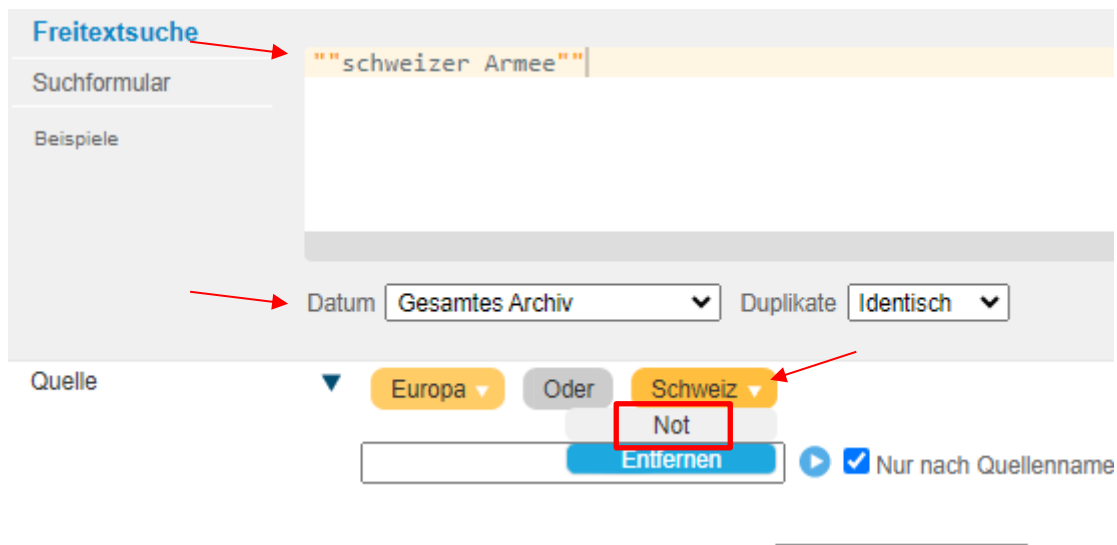 Freitextsuche
""schweizer Armee""
Suchformular
Beispiele
Datum Gesamtes Archiv Duplikate Identisch
Quelle Europa Oder Schweiz
Not
Entfernen Nur nach Quellenname